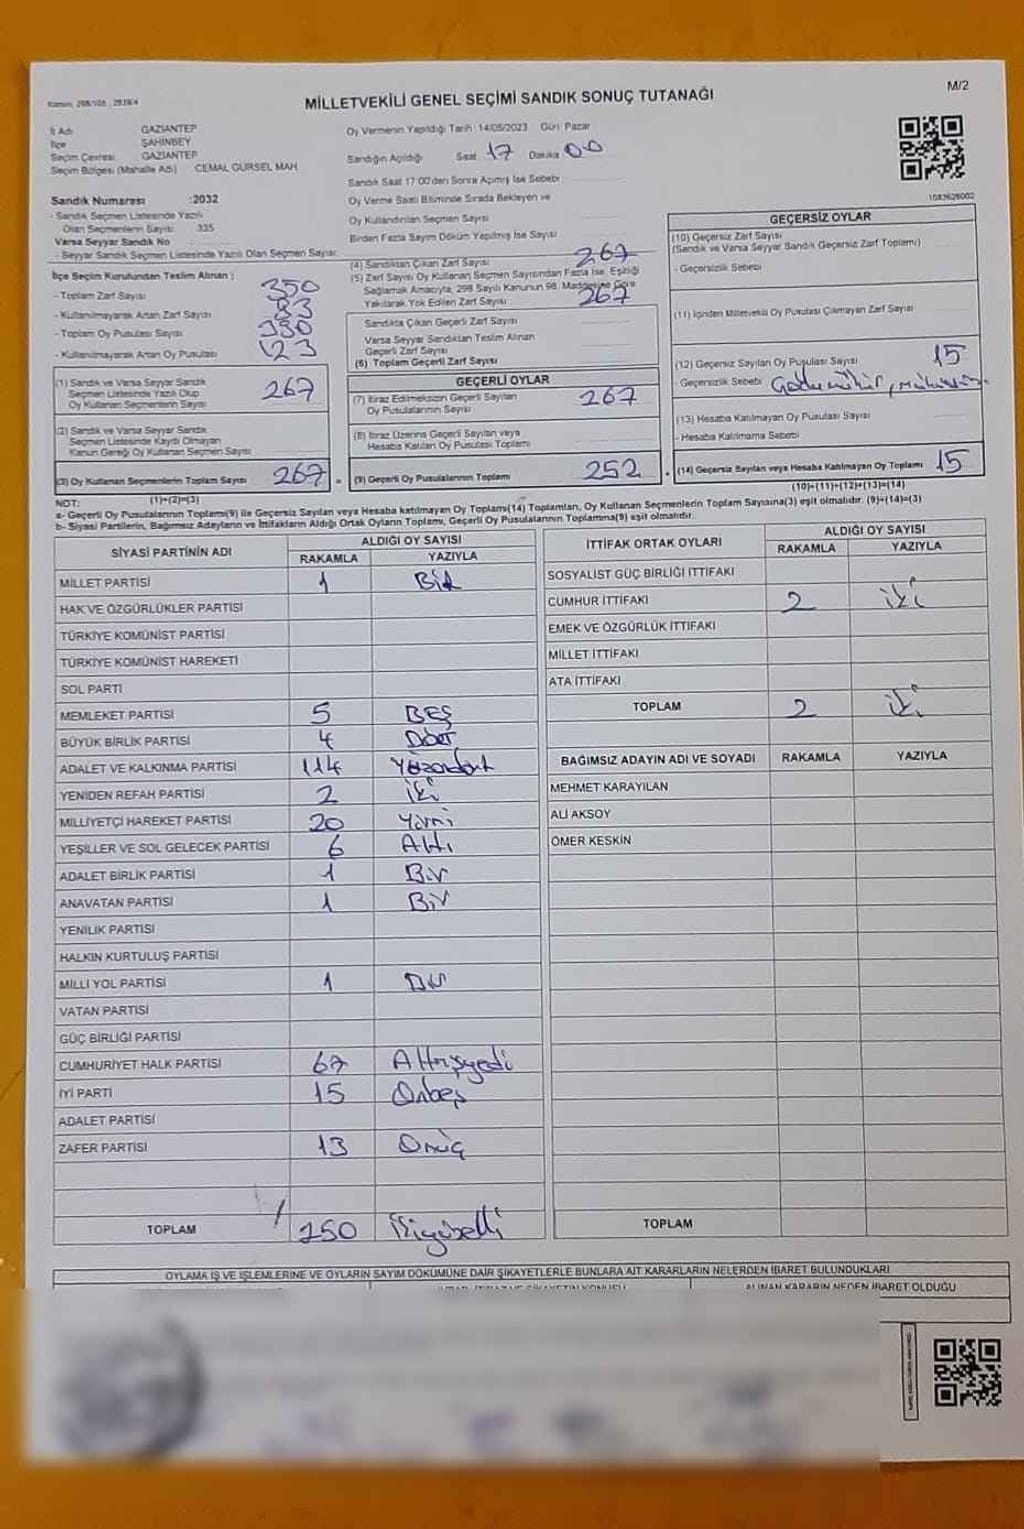 M/2
Kanun, 298/105
MİLLETVEKİLİ GENEL SEÇİMİ SANDIK SONUÇ TUTANAĞI
İl Adı GAZİANTEP
İlçe ŞAHİNBEY
Seçim Çevresi GAZİANTEP
Seçim Bölgesi (Mahalle Adı) CEMAL GÜRSEL MAH
Oy Vermenin Yapıldığı Tarih: 14/05/2023 Gün: Pazar
Sandığın Açıldığı Saat 17 Dakika 00
Sandık Saat 17:00'den Sonra Açılmış İse Sebebi
Oy Verme Saati Bitiminde Sırada Bekleyen ve
Oy Kullandırılan Seçmen Sayısı
Birden Fazla Sayım Döküm Yapılmış İse Sayısı
1083626002
Sandık Numarası :2032
- Sandık Seçmen Listesinde Yazılı
Olan Seçmenlerin Sayısı 335
Varsa Seyyar Sandık No
- Seyyar Sandık Seçmen Listesinde Yazılı Olan Seçmen Sayısı
İlçe Seçim Kurulundan Teslim Alınan ;
- Toplam Zarf Sayısı 350
- Kullanılmayarak Artan Zarf Sayısı 83
- Toplam Oy Pusulası Sayısı
- Kullanılmayarak Artan Oy Pusulası 123
(1) Sandık ve Varsa Seyyar Sandık
Seçmen Listesinde Yazılı Olup
Oy Kullanan Seçmenlerin Sayısı 267
(2) Sandık ve Varsa Seyyar Sandık
Seçmen Listesinde Kaydı Olmayan
Kanun Gereği Oy Kullanan Seçmen Sayısı
(3) Oy Kullanan Seçmenlerin Toplam Sayısı 267
(1)+(2)=(3)
(4) Sandıktan Çıkan Zarf Sayısı 267
(5) Zarf Sayısı Oy Kullanan Seçmen Sayısından Fazla İse, Eşitliği
Sağlamak Amacıyla, 298 Sayılı Kanunun 98. Maddesine Göre
Yakılarak Yok Edilen Zarf Sayısı
267
Sandıkta Çıkan Geçerli Zarf Sayısı
Varsa Seyyar Sandıktan Teslim Alınan
Geçerli Zarf Sayısı
(6) Toplam Geçerli Zarf Sayısı
GEÇERLİ OYLAR
(7) İtiraz Edilmeksizin Geçerli Sayılan
Oy Pusulalarının Sayısı 267
(8) İtiraz Üzerine Geçerli Sayılan veya
Hesaba Katılan Oy Pusulası Toplamı
(9) Geçerli Oy Pusulalarının Toplamı 252
GEÇERSİZ OYLAR
(10) Geçersiz Zarf Sayısı
(Sandık ve Varsa Seyyar Sandık Geçersiz Zarf Toplamı)
- Geçersizlik Sebebi
(11) İçinden Milletvekili Oy Pusulası Çıkmayan Zarf Sayısı
(12) Geçersiz Sayılan Oy Pusulası Sayısı 15
- Geçersizlik Sebebi
(13) Hesaba Katılmayan Oy Pusulası Sayısı
- Hesaba Katılmama Sebebi
(14) Geçersiz Sayılan veya Hesaba Katılmayan Oy Toplamı 15
(10)+(11)+(12)+(13)=(14)
NOT:
a- Geçerli Oy Pusulalarının Toplamı(9) ile Geçersiz Sayılan veya Hesaba katılmayan Oy Toplamı(14) Toplamları, Oy Kullanan Seçmenlerin Toplam Sayısına(3) eşit olmalıdır. (9)+(14)=(3)
b- Siyasi Partilerin, Bağımsız Adayların ve İttifakların Aldığı Ortak Oyların Toplamı, Geçerli Oy Pusulalarının Toplamına(9) eşit olmalıdır.
SİYASİ PARTİNİN ADI ALDIĞI OY SAYISI
RAKAMLA YAZIYLA
MİLLET PARTİSİ 1 Bir
HAK VE ÖZGÜRLÜKLER PARTİSİ
TÜRKİYE KOMÜNİST PARTİSİ
TÜRKİYE KOMÜNİST HAREKETİ
SOL PARTİ
MEMLEKET PARTİSİ 5 BEŞ
BÜYÜK BİRLİK PARTİSİ 4 Dört
ADALET VE KALKINMA PARTİSİ 114 Yüzondört
YENİDEN REFAH PARTİSİ 2 iki
MİLLİYETÇİ HAREKET PARTİSİ 20 Yirmi
YEŞİLLER VE SOL GELECEK PARTİSİ 6 Altı
ADALET BİRLİK PARTİSİ 1 Bir
ANAVATAN PARTİSİ 1 Bir
YENİLİK PARTİSİ
HALKIN KURTULUŞ PARTİSİ
MİLLİ YOL PARTİSİ 1 Bir
VATAN PARTİSİ
GÜÇ BİRLİĞİ PARTİSİ
CUMHURİYET HALK PARTİSİ 67 Altmışyedi
İYİ PARTİ 15 Onbeş
ADALET PARTİSİ
ZAFER PARTİSİ 13 Onüç
TOPLAM 250 İkiyüzelli
İTTİFAK ORTAK OYLARI ALDIĞI OY SAYISI
RAKAMLA YAZIYLA
SOSYALİST GÜÇ BİRLİĞİ İTTİFAKI
CUMHUR İTTİFAKI 2 iki
EMEK VE ÖZGÜRLÜK İTTİFAKI
MİLLET İTTİFAKI
ATA İTTİFAKI
TOPLAM 2 iki
BAĞIMSIZ ADAYIN ADI VE SOYADI RAKAMLA YAZIYLA
MEHMET KARAYILAN
ALİ AKSOY
ÖMER KESKİN
TOPLAM
OYLAMA İŞ VE İŞLEMLERİNE VE OYLARIN SAYIM DÖKÜMÜNE DAİR ŞİKAYETLERLE BUNLARA AİT KARARLARIN NELERDEN İBARET BULUNDUKLARI
ALINAN KARARIN NEDEN İBARET OLDUĞU